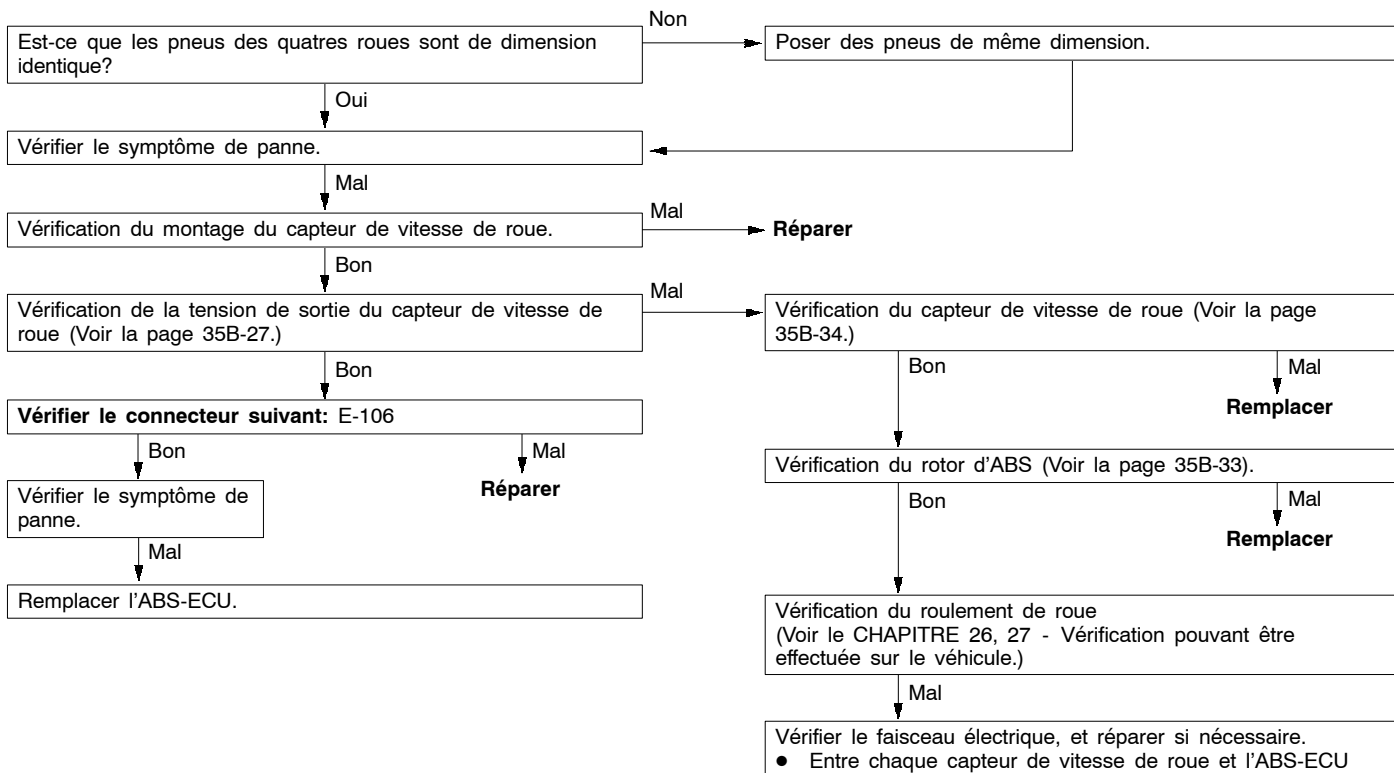 Non
Est-ce que les pneus des quatres roues sont de dimension
identique?
Poser des pneus de même dimension.
Oui
Vérifier le symptôme de panne.
Mal
Vérification du montage du capteur de vitesse de roue.
Mal
Réparer
Bon
Vérification de la tension de sortie du capteur de vitesse de
roue (Voir la page 35B-27.)
Mal
Vérification du capteur de vitesse de roue (Voir la page
35B-34.)
Bon
Vérifier le connecteur suivant: E-106
Bon
Mal
Réparer
Vérifier le symptôme de
panne.
Mal
Remplacer l'ABS-ECU.
Bon
Mal
Remplacer
Vérification du rotor d'ABS (Voir la page 35B-33).
Bon
Mal
Remplacer
Vérification du roulement de roue
(Voir le CHAPITRE 26, 27 - Vérification pouvant être
effectuée sur le véhicule.)
Mal
Vérifier le faisceau électrique, et réparer si nécessaire.
● Entre chaque capteur de vitesse de roue et l'ABS-ECU